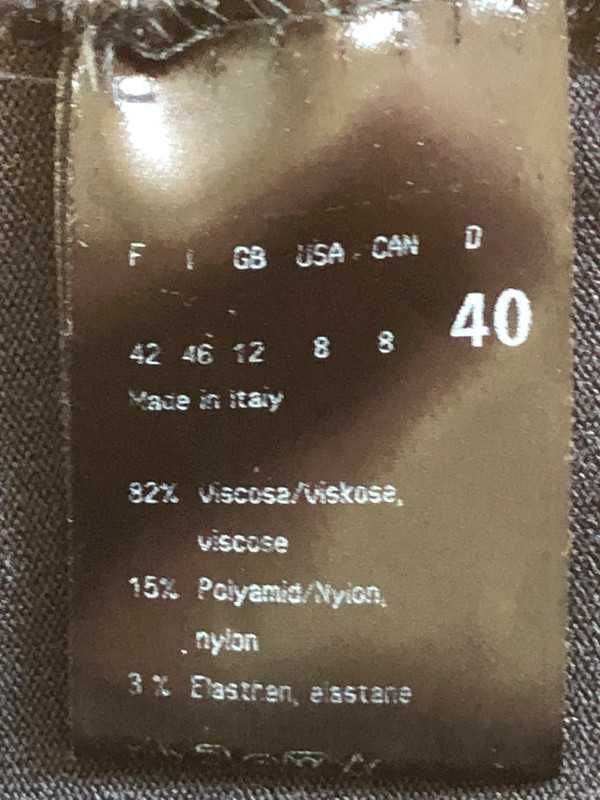 F I GB USA CAN D
42 46 12 8 8 40
Made in Italy
82% Viscosa/Viskose,
viscose
15% Polyamid/Nylon,
nylon
3 % Elasthan, elastane